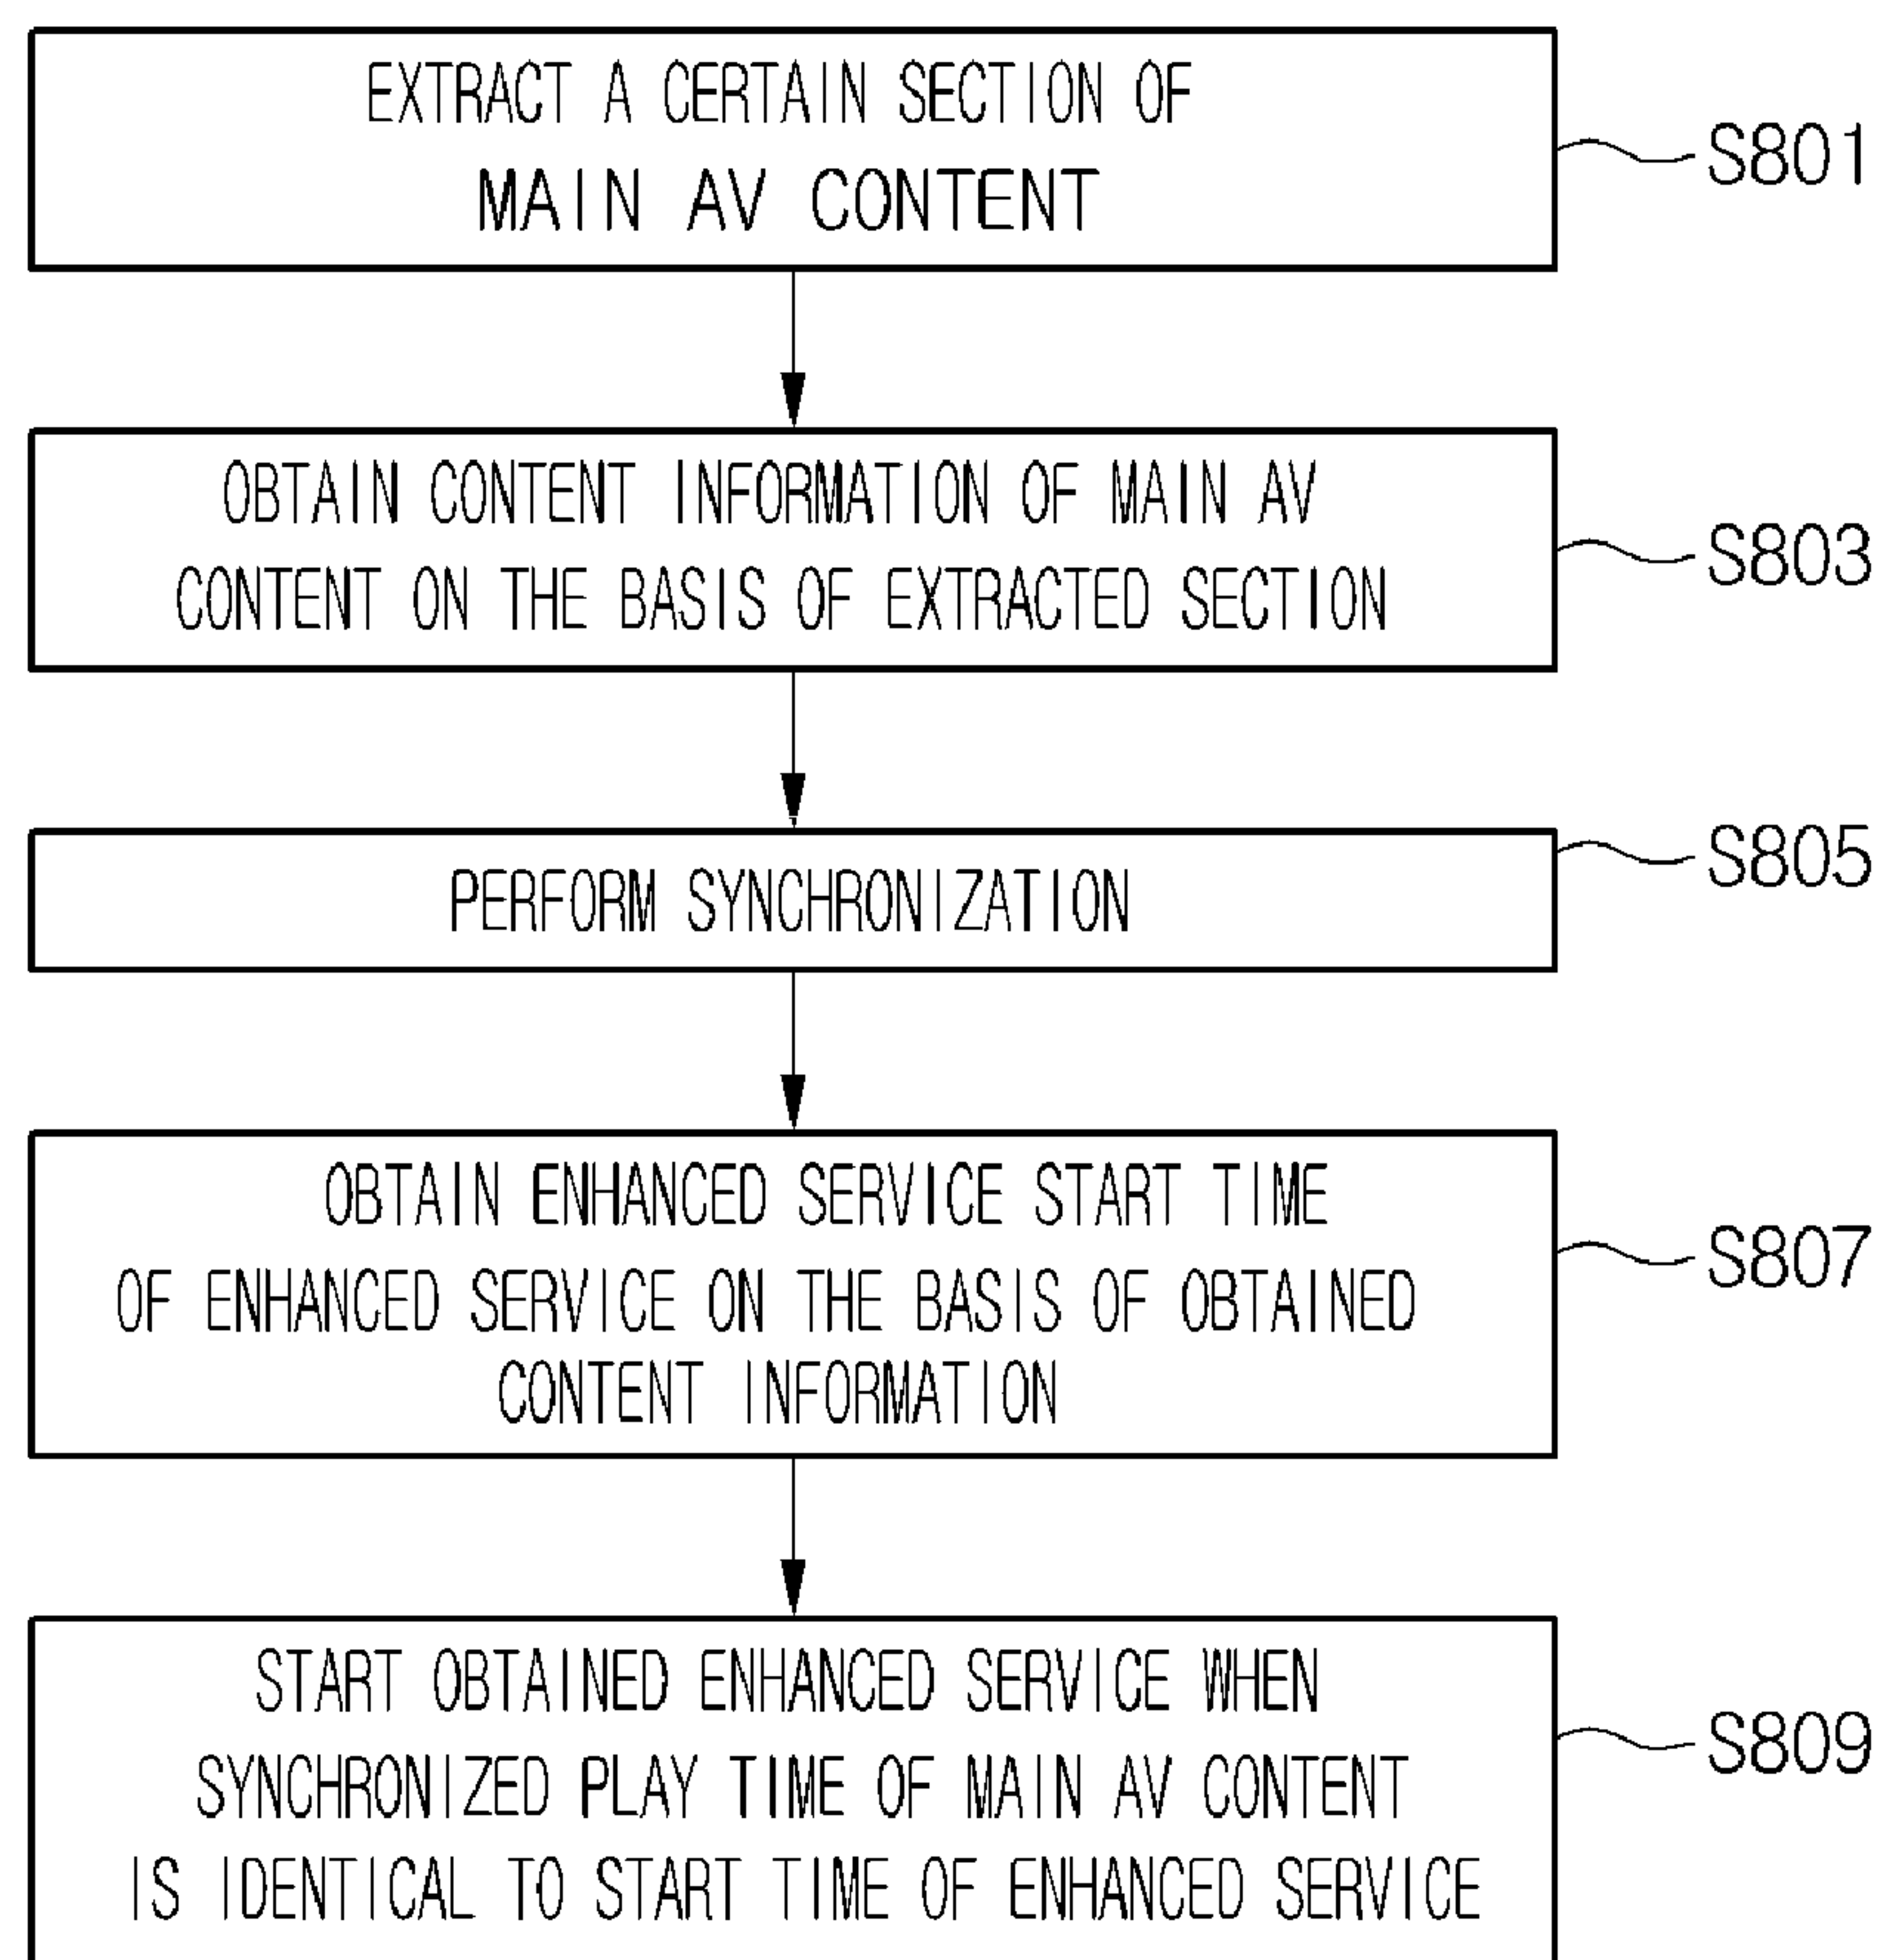 EXTRACT A CERTAIN SECTION OF
MAIN AV CONTENT
S801
OBTAIN CONTENT INFORMATION OF MAIN AV
CONTENT ON THE BASIS OF EXTRACTED SECTION
S803
PERFORM SYNCHRONIZATION
S805
OBTAIN ENHANCED SERVICE START TIME
OF ENHANCED SERVICE ON THE BASIS OF OBTAINED
CONTENT INFORMATION
S807
START OBTAINED ENHANCED SERVICE WHEN
SYNCHRONIZED PLAY TIME OF MAIN AV CONTENT
IS IDENTICAL TO START TIME OF ENHANCED SERVICE
S809